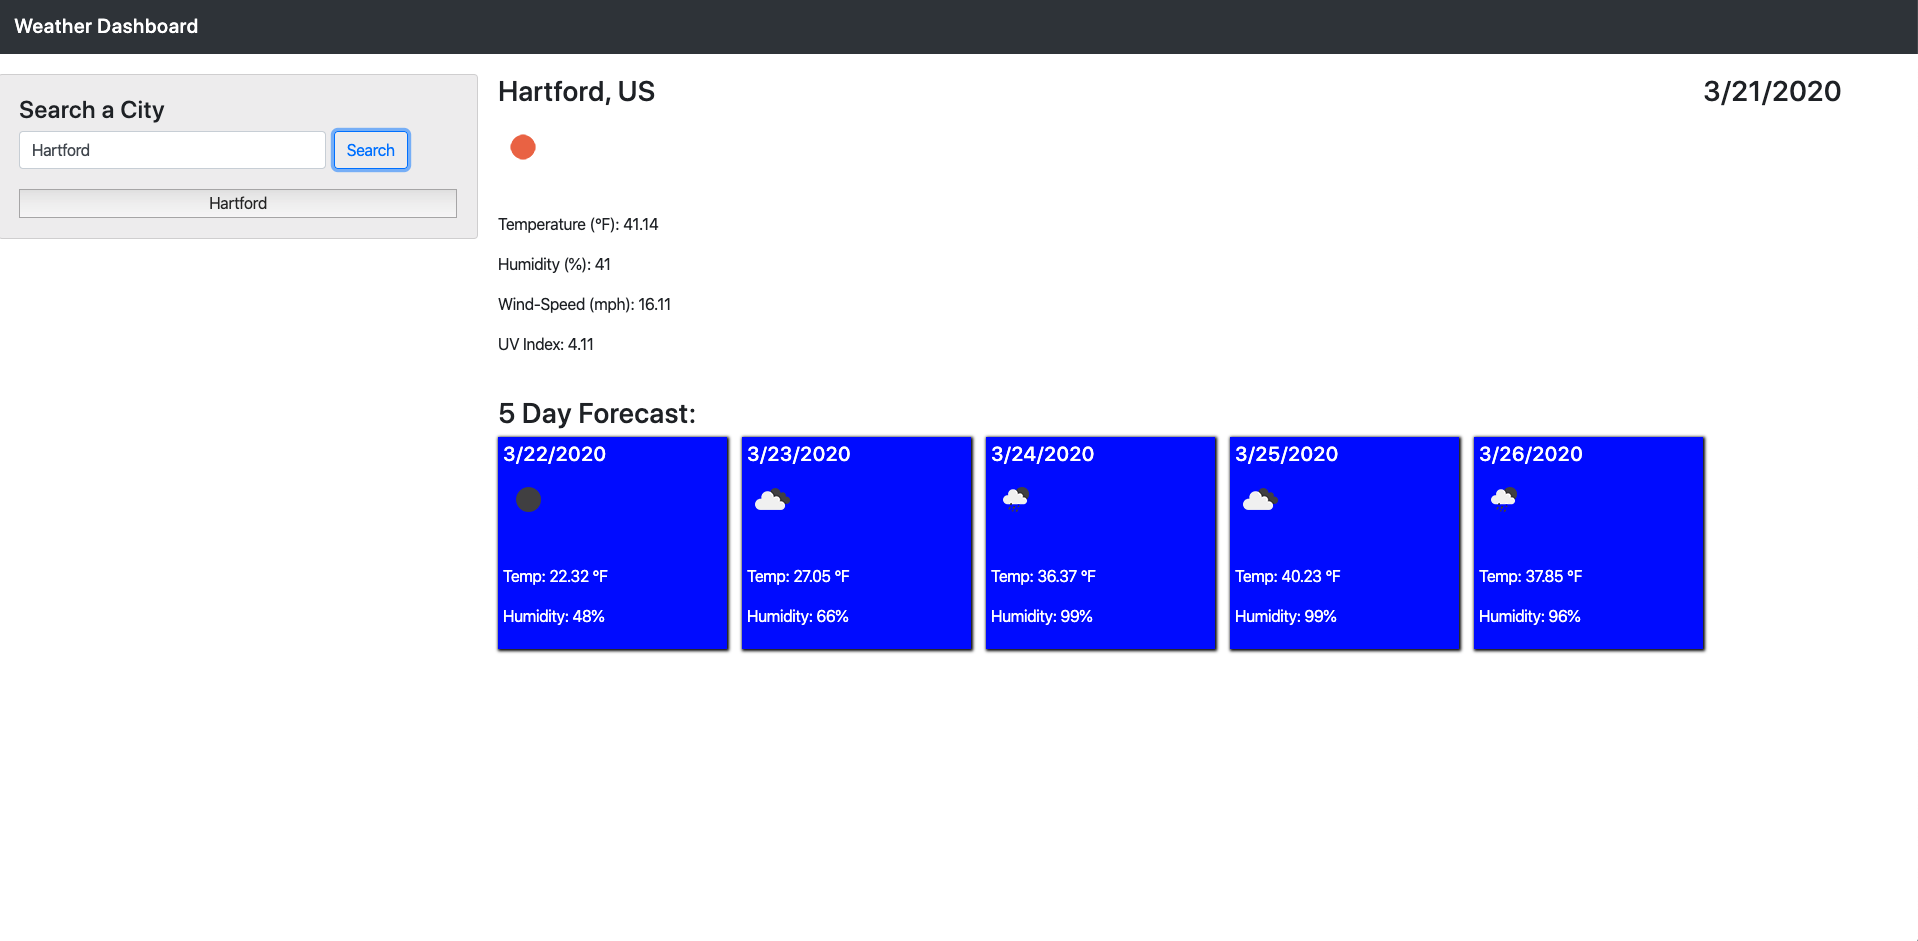 Weather Dashboard
Search a City
Hartford
Search
Hartford
Hartford, US
3/21/2020
Temperature (°F): 41.14
Humidity (%): 41
Wind-Speed (mph): 16.11
UV Index: 4.11
5 Day Forecast:
3/22/2020
Temp: 22.32 °F
Humidity: 48%
3/23/2020
Temp: 27.05 °F
Humidity: 66%
3/24/2020
Temp: 36.37 °F
Humidity: 99%
3/25/2020
Temp: 40.23 °F
Humidity: 99%
3/26/2020
Temp: 37.85 °F
Humidity: 96%